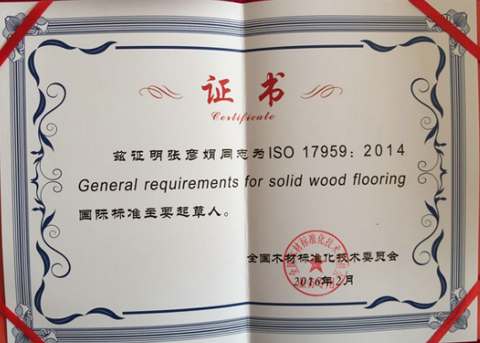 证书
Certificate
兹证明张彦娟同志为ISO 17959：2014
General requirements for solid wood flooring
国际标准主要起草人。
全国木材标准化技术委员会
2016年2月